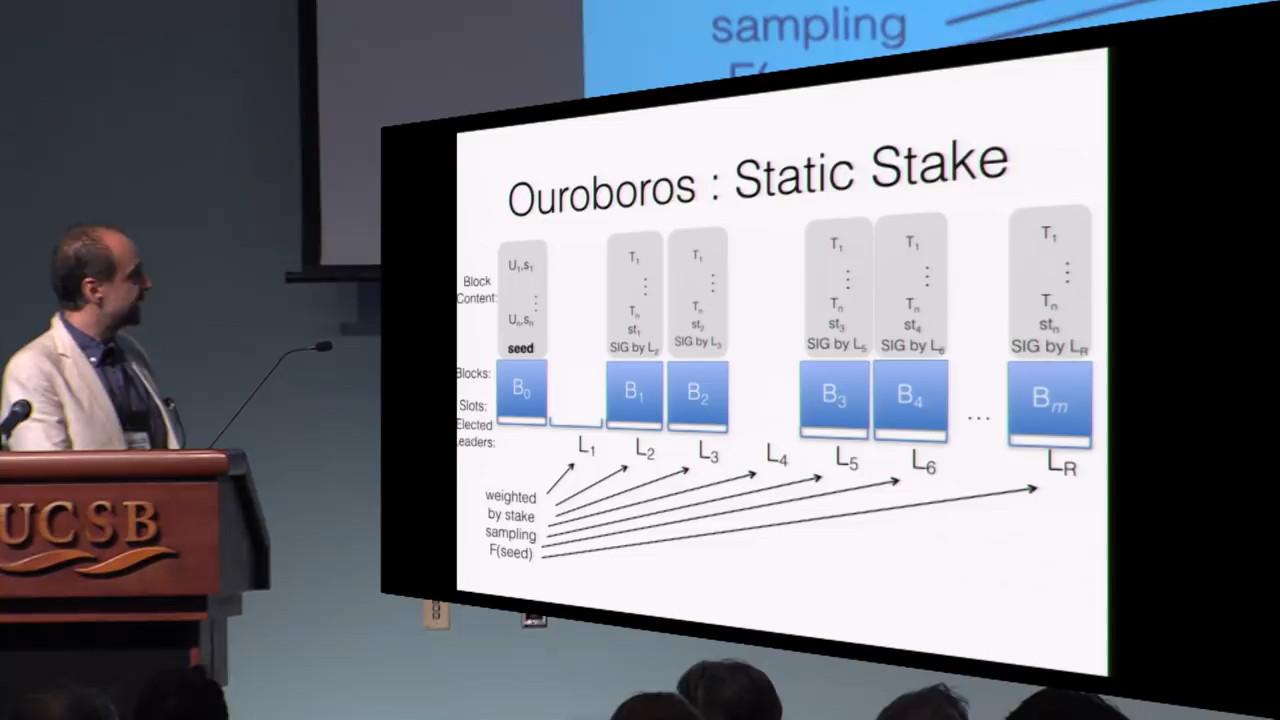 sampling
Ouroboros : Static Stake
Block
Content:
U₁,s₁
⋮
Uₙ,sₙ
seed
T₁
⋮
Tₙ
st₁
SIG by L₂
T₁
⋮
Tₙ
st₂
SIG by L₃
T₁
⋮
Tₙ
st₃
SIG by L₅
T₁
⋮
Tₙ
st₄
SIG by L₆
T₁
⋮
Tₙ
stₙ
SIG by L_R
Blocks:
B₀
B₁
B₂
B₃
B₄
...
Bₘ
Slots:
Elected
Leaders:
L₁
L₂
L₃
L₄
L₅
L₆
L_R
weighted
by stake
sampling
F(seed)
UCSB